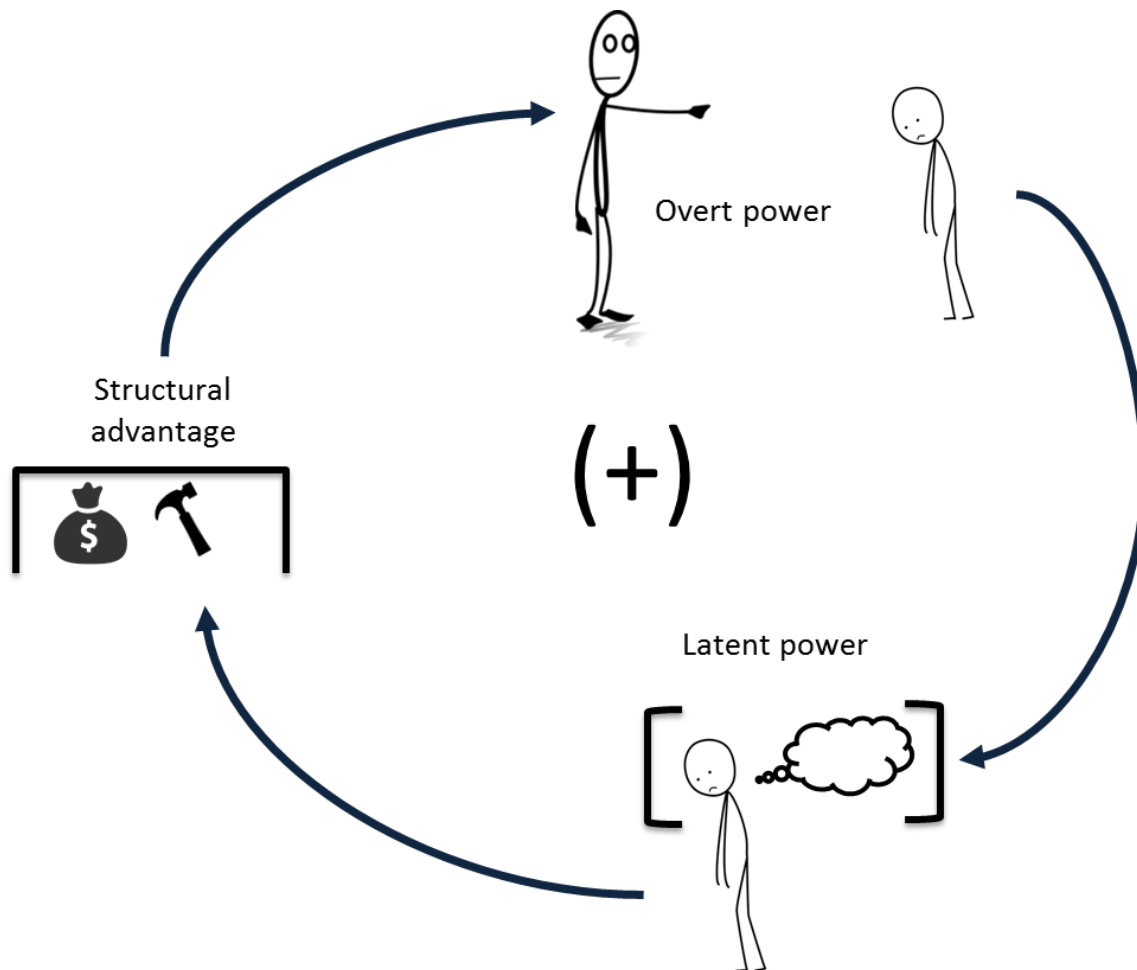 Overt power
Structural
advantage
$
(+)
Latent power